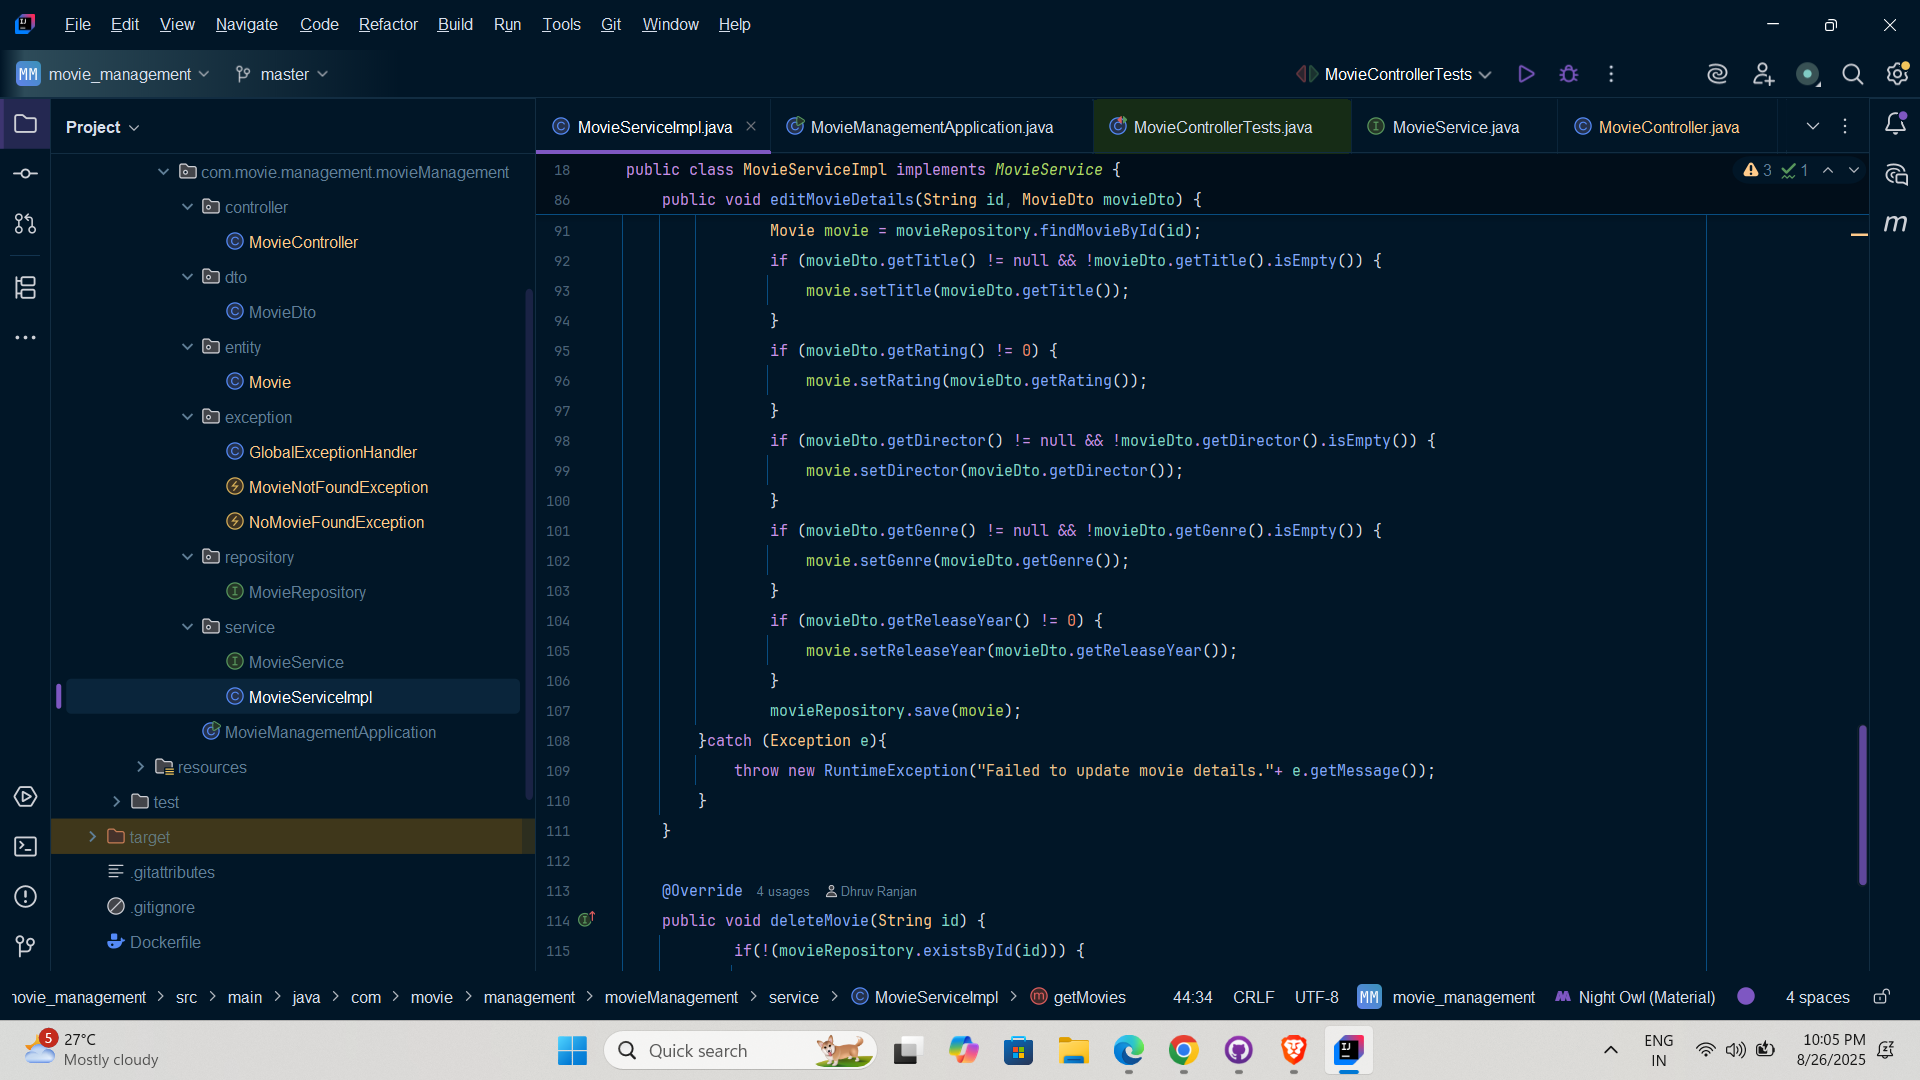 File Edit View Navigate Code Refactor Build Run Tools Git Window Help
MM movie_management master MovieControllerTests
Project
MovieServiceImpl.java MovieManagementApplication.java MovieControllerTests.java MovieService.java MovieController.java
com.movie.management.movieManagement
controller
MovieController
dto
MovieDto
entity
Movie
exception
GlobalExceptionHandler
MovieNotFoundException
NoMovieFoundException
repository
MovieRepository
service
MovieService
MovieServiceImpl
MovieManagementApplication
resources
test
target
.gitattributes
.gitignore
Dockerfile
3 1
18 public class MovieServiceImpl implements MovieService {
86 public void editMovieDetails(String id, MovieDto movieDto) {
91 Movie movie = movieRepository.findMovieById(id);
92 if (movieDto.getTitle() != null && !movieDto.getTitle().isEmpty()) {
93 movie.setTitle(movieDto.getTitle());
94 }
95 if (movieDto.getRating() != 0) {
96 movie.setRating(movieDto.getRating());
97 }
98 if (movieDto.getDirector() != null && !movieDto.getDirector().isEmpty()) {
99 movie.setDirector(movieDto.getDirector());
100 }
101 if (movieDto.getGenre() != null && !movieDto.getGenre().isEmpty()) {
102 movie.setGenre(movieDto.getGenre());
103 }
104 if (movieDto.getReleaseYear() != 0) {
105 movie.setReleaseYear(movieDto.getReleaseYear());
106 }
107 movieRepository.save(movie);
108 }catch (Exception e){
109 throw new RuntimeException("Failed to update movie details."+ e.getMessage());
110 }
111 }
112
113 @Override 4 usages Dhruv Ranjan
114 public void deleteMovie(String id) {
115 if(!(movieRepository.existsById(id))) {
movie_management > src > main > java > com > movie > management > movieManagement > service > MovieServiceImpl > getMovies 44:34 CRLF UTF-8 MM movie_management Night Owl (Material) 4 spaces
5 27°C
Mostly cloudy
Quick search
ENG
IN
10:05 PM
8/26/2025